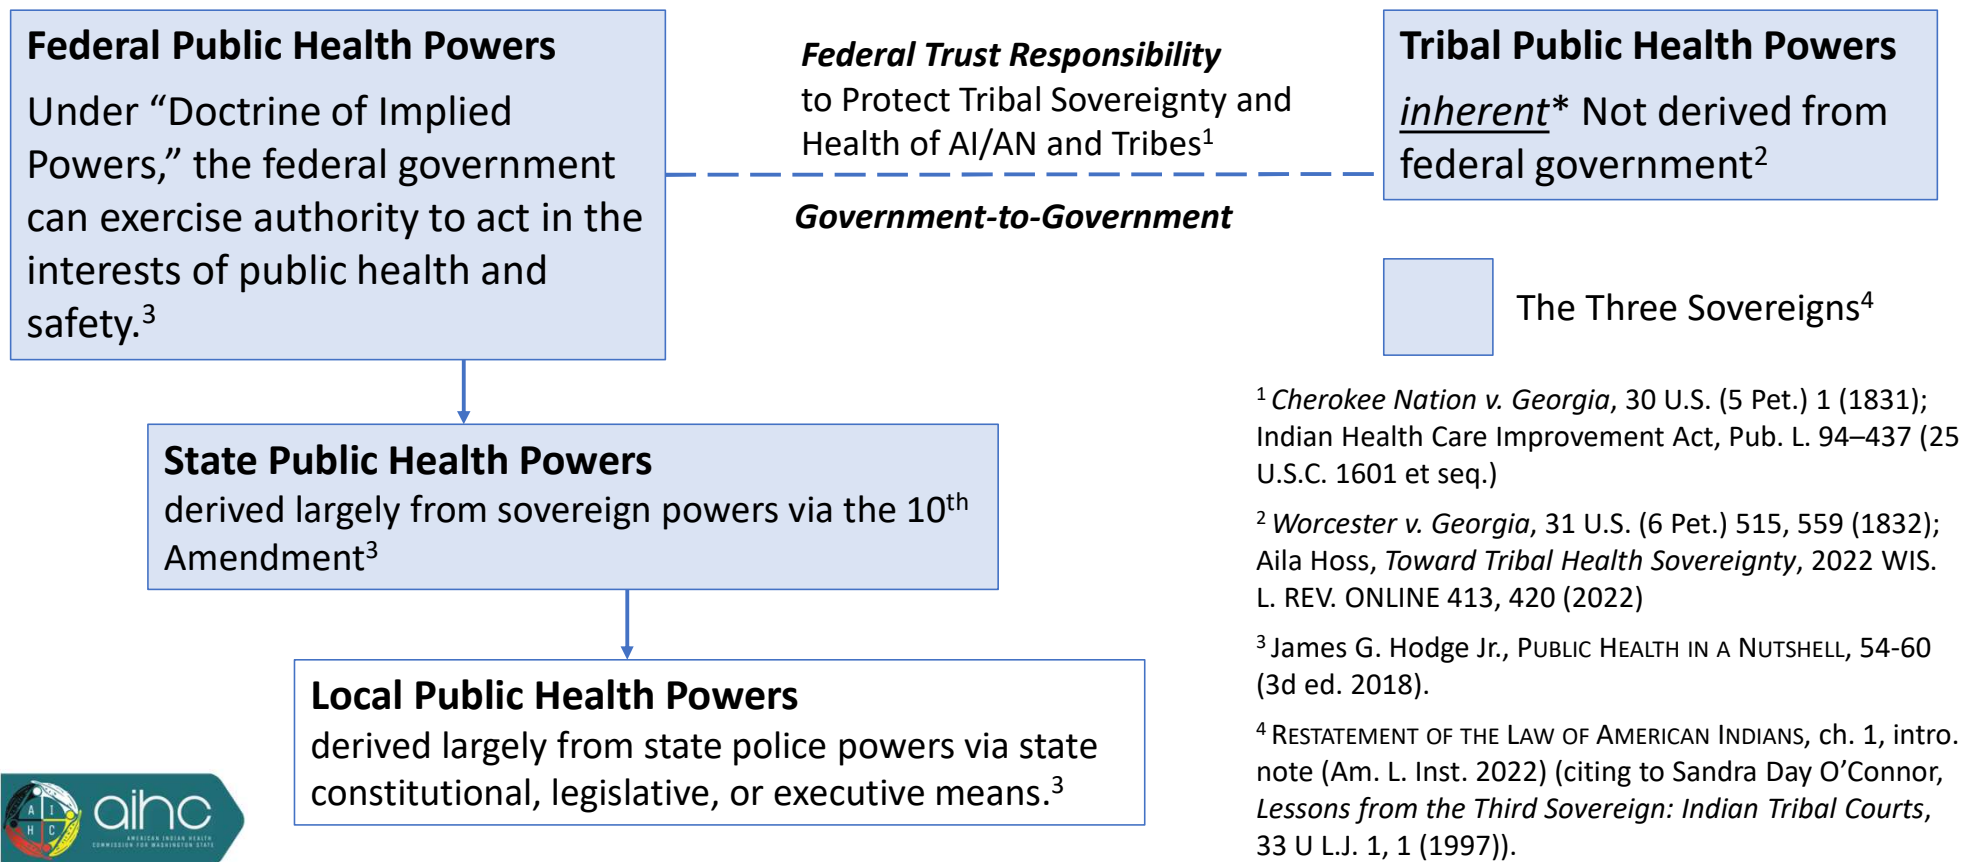 Federal Public Health Powers
Under “Doctrine of Implied
Powers,” the federal government
can exercise authority to act in the
interests of public health and
safety.³
Federal Trust Responsibility
to Protect Tribal Sovereignty and
Health of AI/AN and Tribes¹
Government-to-Government
Tribal Public Health Powers
inherent* Not derived from
federal government²
The Three Sovereigns⁴
State Public Health Powers
derived largely from sovereign powers via the 10th
Amendment³
Local Public Health Powers
derived largely from state police powers via state
constitutional, legislative, or executive means.³
¹ Cherokee Nation v. Georgia, 30 U.S. (5 Pet.) 1 (1831);
Indian Health Care Improvement Act, Pub. L. 94–437 (25
U.S.C. 1601 et seq.)
² Worcester v. Georgia, 31 U.S. (6 Pet.) 515, 559 (1832);
Aila Hoss, Toward Tribal Health Sovereignty, 2022 WIS.
L. REV. ONLINE 413, 420 (2022)
³ James G. Hodge Jr., PUBLIC HEALTH IN A NUTSHELL, 54-60
(3d ed. 2018).
⁴ RESTATEMENT OF THE LAW OF AMERICAN INDIANS, ch. 1, intro.
note (Am. L. Inst. 2022) (citing to Sandra Day O’Connor,
Lessons from the Third Sovereign: Indian Tribal Courts,
33 U L.J. 1, 1 (1997)).
A I
H C
aihc
AMERICAN INDIAN HEALTH
COMMISSION FOR WASHINGTON STATE